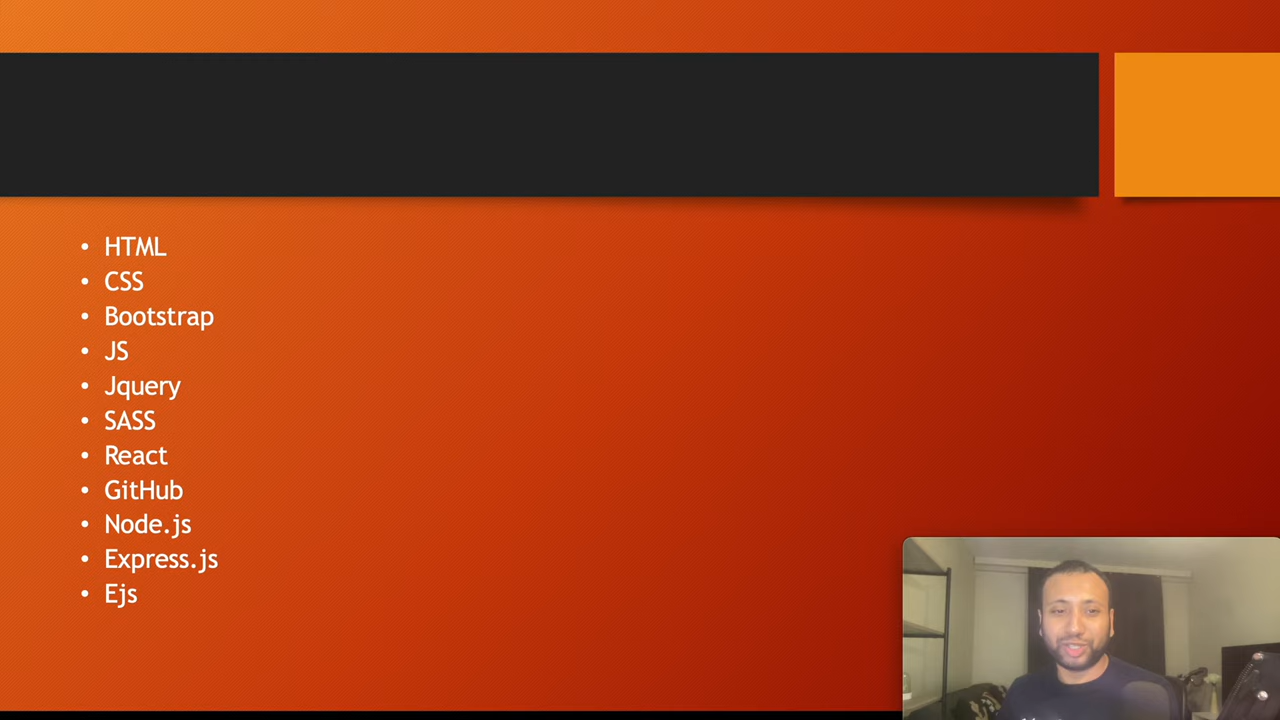 • HTML
• CSS
• Bootstrap
• JS
• Jquery
• SASS
• React
• GitHub
• Node.js
• Express.js
• Ejs